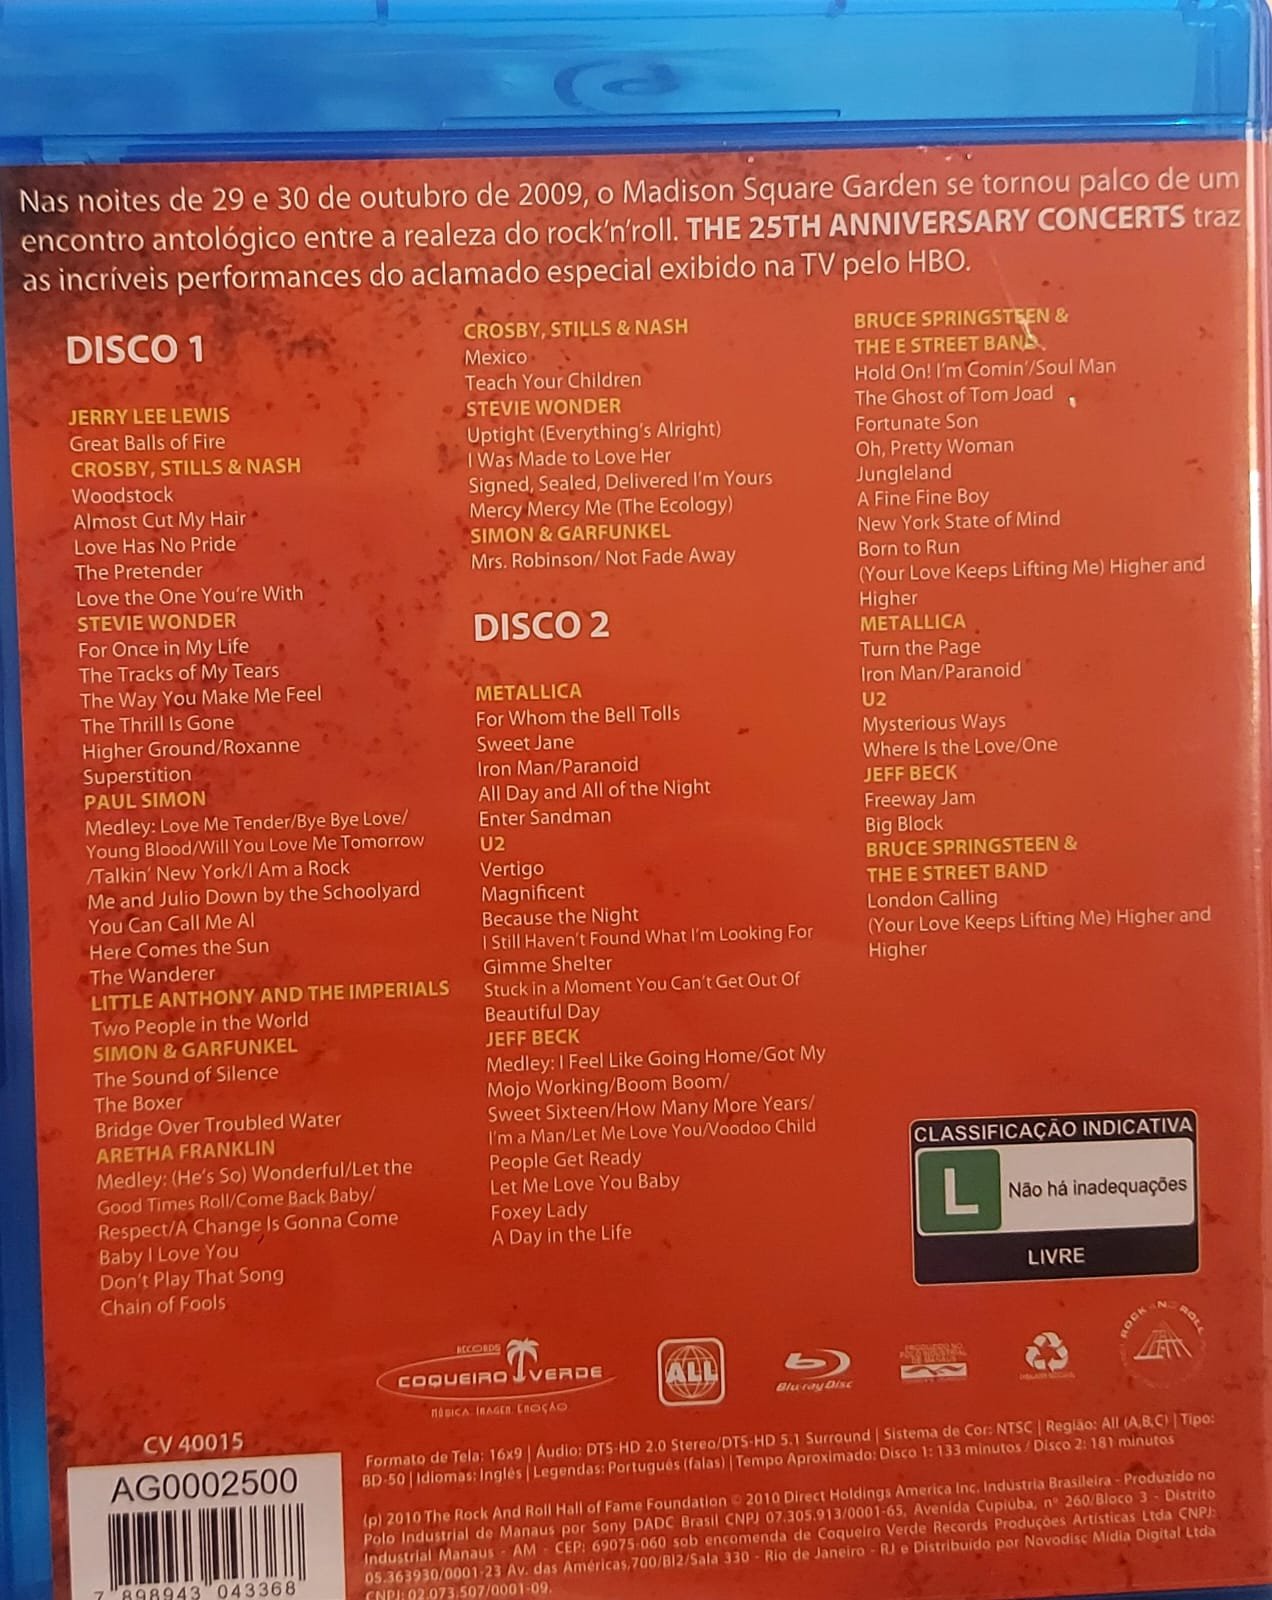 Nas noites de 29 e 30 de outubro de 2009, o Madison Square Garden se tornou palco de um
encontro antológico entre a realeza do rock'n'roll. THE 25TH ANNIVERSARY CONCERTS traz
as incríveis performances do aclamado especial exibido na TV pelo HBO.
DISCO 1
JERRY LEE LEWIS
Great Balls of Fire
CROSBY, STILLS & NASH
Woodstock
Almost Cut My Hair
Love Has No Pride
The Pretender
Love the One You're With
STEVIE WONDER
For Once in My Life
The Tracks of My Tears
The Way You Make Me Feel
The Thrill Is Gone
Higher Ground/Roxanne
Superstition
PAUL SIMON
Medley: Love Me Tender/Bye Bye Love/
Young Blood/Will You Love Me Tomorrow
/Talkin' New York/I Am a Rock
Me and Julio Down by the Schoolyard
You Can Call Me Al
Here Comes the Sun
The Wanderer
LITTLE ANTHONY AND THE IMPERIALS
Two People in the World
SIMON & GARFUNKEL
The Sound of Silence
The Boxer
Bridge Over Troubled Water
ARETHA FRANKLIN
Medley: (He's So) Wonderful/Let the
Good Times Roll/Come Back Baby/
Respect/A Change Is Gonna Come
Baby I Love You
Don't Play That Song
Chain of Fools
CROSBY, STILLS & NASH
Mexico
Teach Your Children
STEVIE WONDER
Uptight (Everything's Alright)
I Was Made to Love Her
Signed, Sealed, Delivered I'm Yours
Mercy Mercy Me (The Ecology)
SIMON & GARFUNKEL
Mrs. Robinson/ Not Fade Away
DISCO 2
METALLICA
For Whom the Bell Tolls
Sweet Jane
Iron Man/Paranoid
All Day and All of the Night
Enter Sandman
U2
Vertigo
Magnificent
Because the Night
I Still Haven't Found What I'm Looking For
Gimme Shelter
Stuck in a Moment You Can't Get Out Of
Beautiful Day
JEFF BECK
Medley: I Feel Like Going Home/Got My
Mojo Working/Boom Boom/
Sweet Sixteen/How Many More Years/
I'm a Man/Let Me Love You/Voodoo Child
People Get Ready
Let Me Love You Baby
Foxey Lady
A Day in the Life
BRUCE SPRINGSTEEN &
THE E STREET BAND
Hold On! I'm Comin'/Soul Man
The Ghost of Tom Joad
Fortunate Son
Oh, Pretty Woman
Jungleland
A Fine Fine Boy
New York State of Mind
Born to Run
(Your Love Keeps Lifting Me) Higher and
Higher
METALLICA
Turn the Page
Iron Man/Paranoid
U2
Mysterious Ways
Where Is the Love/One
JEFF BECK
Freeway Jam
Big Block
BRUCE SPRINGSTEEN &
THE E STREET BAND
London Calling
(Your Love Keeps Lifting Me) Higher and
Higher
CLASSIFICAÇÃO INDICATIVA
L
Não há inadequações
LIVRE
RECORDS
COQUEIRO VERDE
MÚSICA. IMAGEM. EMOÇÃO
ALL
Blu-ray Disc
ROCK N ROLL
CV 40015
AG0002500
7 898943 043368
Formato de Tela: 16x9 | Áudio: DTS-HD 2.0 Stereo/DTS-HD 5.1 Surround | Sistema de Cor: NTSC | Região: All (A,B,C) | Tipo:
BD-50 | Idiomas: Inglês | Legendas: Português (falas) | Tempo Aproximado: Disco 1: 133 minutos / Disco 2: 181 minutos
(p) 2010 The Rock And Roll Hall of Fame Foundation © 2010 Direct Holdings America Inc. Indústria Brasileira - Produzido no
Polo Industrial de Manaus por Sony DADC Brasil CNPJ 07.305.913/0001-65, Avenida Cupiúba, nº 260/Bloco 3 - Distrito
Industrial Manaus - AM - CEP: 69075-060 sob encomenda de Coqueiro Verde Records Produções Artísticas Ltda CNPJ:
05.363930/0001-23 Av. das Américas,700/Bl2/Sala 330 - Rio de Janeiro - RJ e Distribuído por Novodisc Mídia Digital Ltda
CNPJ: 02.073.507/0001-09.